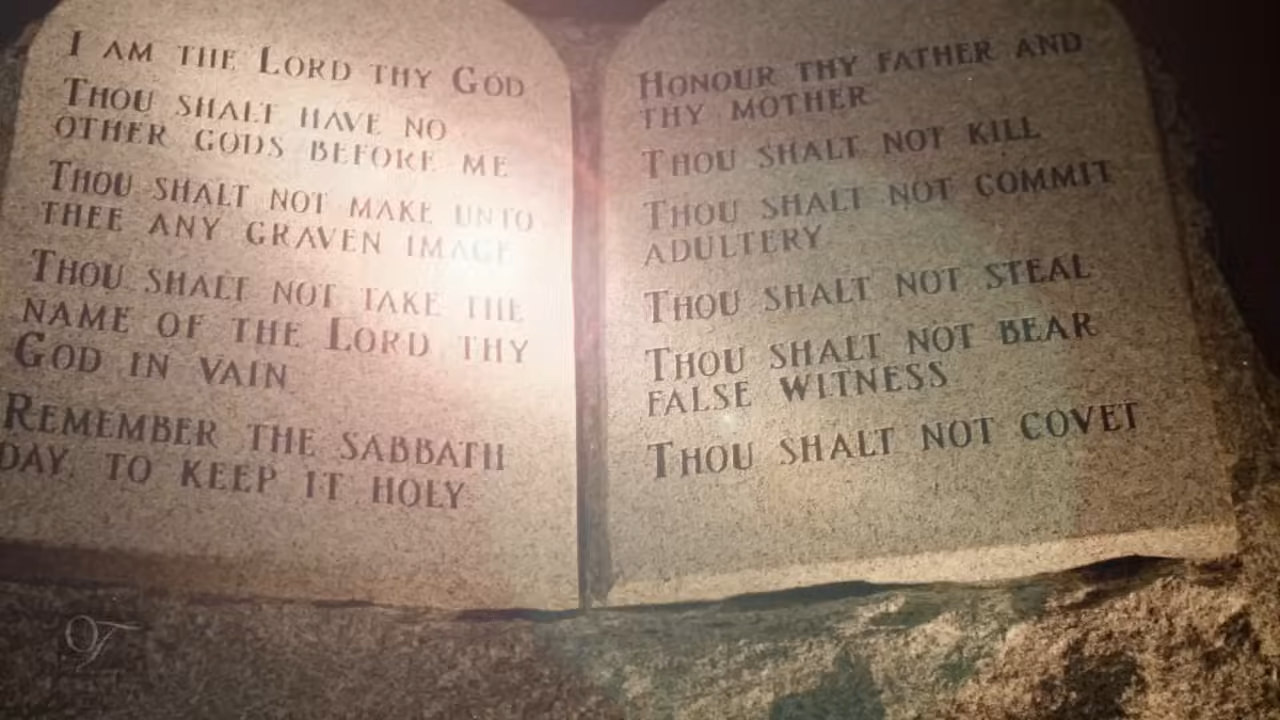 I AM THE LORD THY GOD
THOU SHALT HAVE NO
OTHER GODS BEFORE ME
THOU SHALT NOT MAKE UNTO
THEE ANY GRAVEN IMAGE
THOU SHALT NOT TAKE THE
NAME OF THE LORD THY
GOD IN VAIN
REMEMBER THE SABBATH
DAY, TO KEEP IT HOLY
HONOUR THY FATHER AND
THY MOTHER
THOU SHALT NOT KILL
THOU SHALT NOT COMMIT
ADULTERY
THOU SHALT NOT STEAL
THOU SHALT NOT BEAR
FALSE WITNESS
THOU SHALT NOT COVET
OT